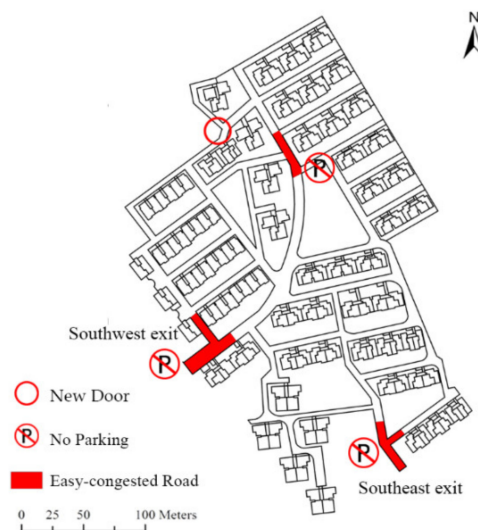 N
P
Southwest exit
P
New Door
P No Parking
P
Easy-congested Road
Southeast exit
0 25 50 100 Meters